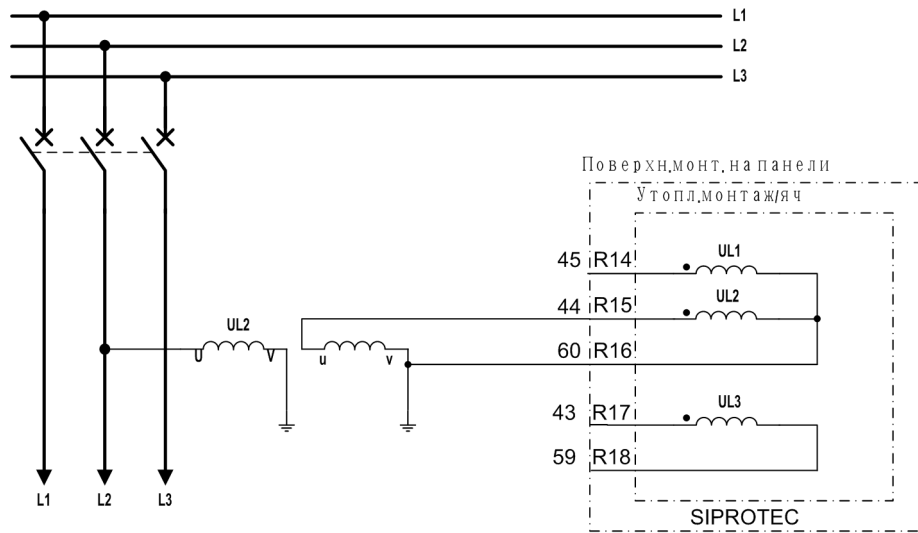 L1
L2
L3
Поверхн.монт. на панели
Утопл.монтаж/яч
45 R14 UL1
44 R15 UL2
60 R16
UL2
U V u v
43 R17 UL3
59 R18
L1 L2 L3
SIPROTEC